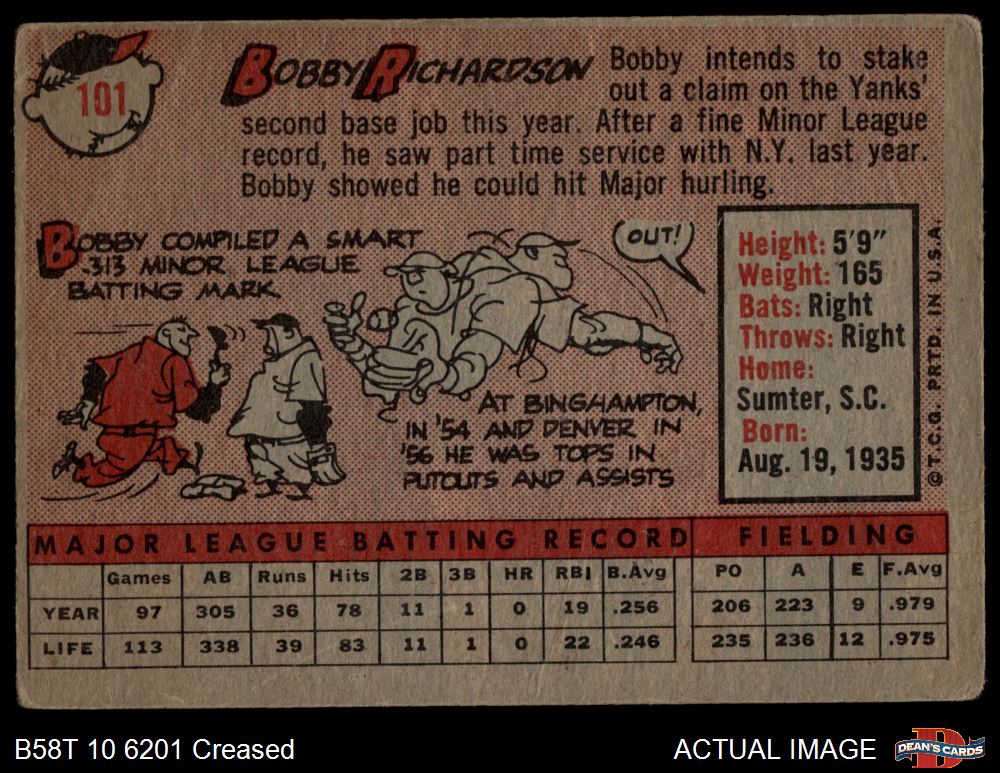 101
BOBBY RICHARDSON
Bobby intends to stake
out a claim on the Yanks'
second base job this year. After a fine Minor League
record, he saw part time service with N.Y. last year.
Bobby showed he could hit Major hurling.
BOBBY COMPILED A SMART
.313 MINOR LEAGUE
BATTING MARK
OUT!
AT BINGHAMPTON,
IN '54 AND DENVER IN
'56 HE WAS TOPS IN
PUTOUTS AND ASSISTS
Height: 5'9"
Weight: 165
Bats: Right
Throws: Right
Home:
Sumter, S.C.
Born:
Aug. 19, 1935
© T.C.G. PRTD. IN U.S.A.
MAJOR LEAGUE BATTING RECORD FIELDING
Games AB Runs Hits 2B 3B HR RBI B.Avg PO A E F.Avg
YEAR 97 305 36 78 11 1 0 19 .256 206 223 9 .979
LIFE 113 338 39 83 11 1 0 22 .246 235 236 12 .975
B58T 10 6201 Creased
ACTUAL IMAGE
DEAN'S CARDS